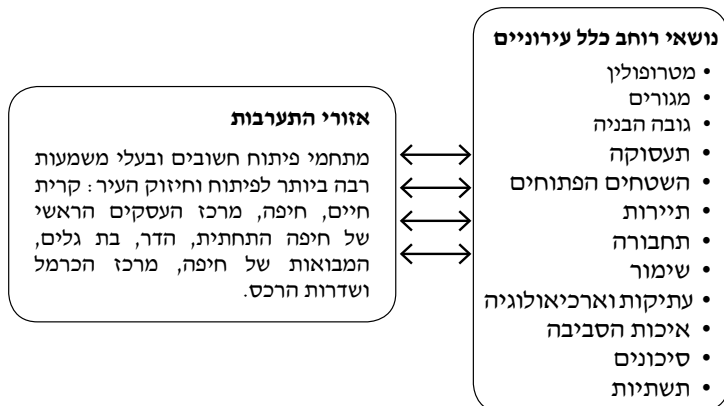 נושאי רוחב כלל עירוניים
• מטרופולין
• מגורים
• גובה הבניה
• תעסוקה
• השטחים הפתוחים
• תיירות
• תחבורה
• שימור
• עתיקות וארכיאולוגיה
• איכות הסביבה
• סיכונים
• תשתיות
אזורי התערבות
מתחמי פיתוח חשובים ובעלי משמעות
רבה ביותר לפיתוח וחיזוק העיר: קרית
חיים, חיפה, מרכז העסקים הראשי
של חיפה התחתית, הדר, בת גלים,
המבואות של חיפה, מרכז הכרמל
ושדרות הרכס.